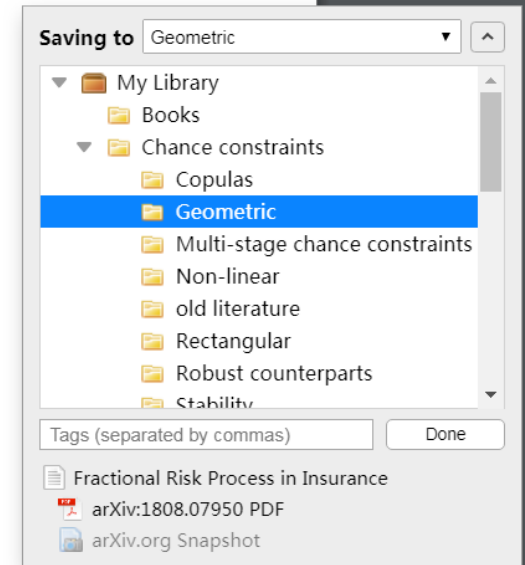 Saving to Geometric
My Library
Books
Chance constraints
Copulas
Geometric
Multi-stage chance constraints
Non-linear
old literature
Rectangular
Robust counterparts
Stability
Tags (separated by commas) Done
Fractional Risk Process in Insurance
PDF arXiv:1808.07950 PDF
arXiv.org Snapshot